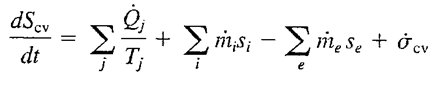 dS_cv/dt = Σ_j Q̇_j/T_j + Σ_i ṁ_i s_i − Σ_e ṁ_e s_e + σ̇_cv